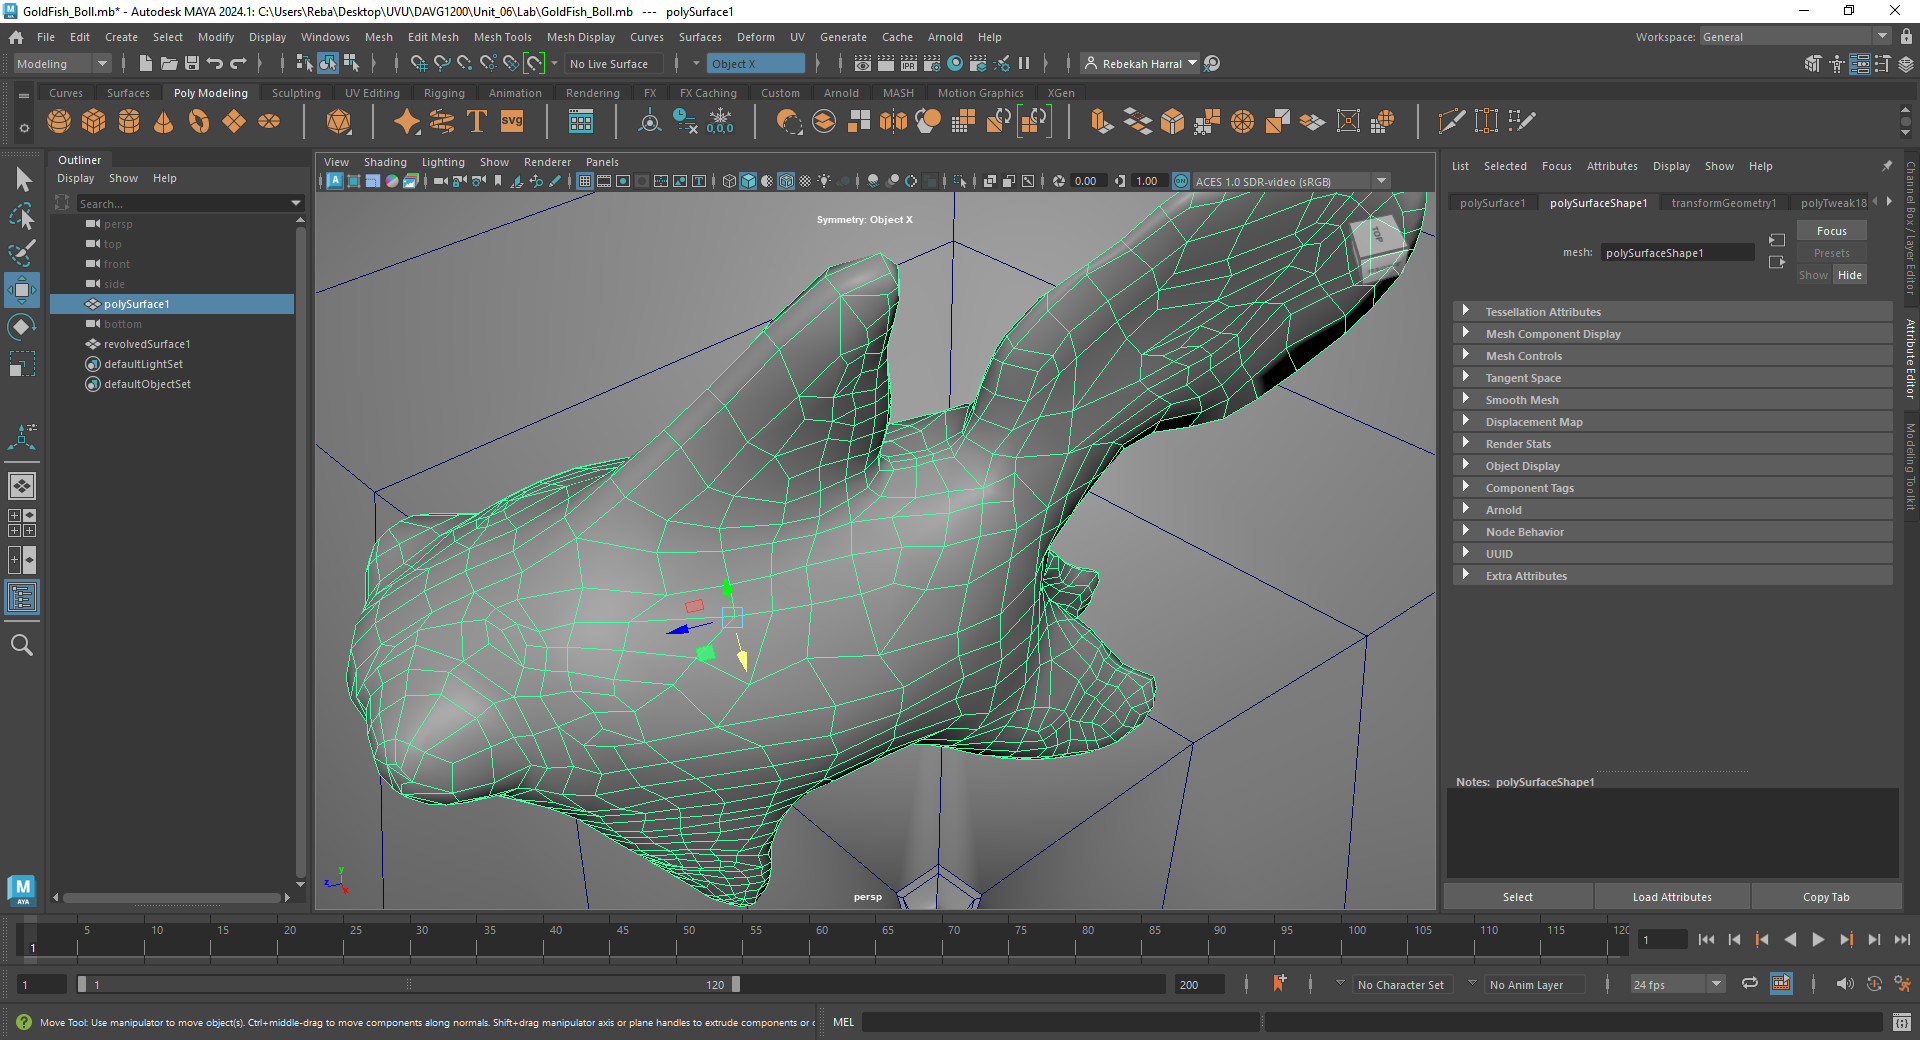 GoldFish_Boll.mb* - Autodesk MAYA 2024.1: C:\Users\Reba\Desktop\UVU\DAVG1200\Unit_06\Lab\GoldFish_Boll.mb --- polySurface1
File Edit Create Select Modify Display Windows Mesh Edit Mesh Mesh Tools Mesh Display Curves Surfaces Deform UV Generate Cache Arnold Help
Workspace: General
Modeling
No Live Surface
Object X
IPR
Rebekah Harral
Curves Surfaces Poly Modeling Sculpting UV Editing Rigging Animation Rendering FX FX Caching Custom Arnold MASH Motion Graphics XGen
T
SVG
0,0,0
Outliner
Display Show Help
Search...
persp
top
front
side
polySurface1
bottom
revolvedSurface1
defaultLightSet
defaultObjectSet
View Shading Lighting Show Renderer Panels
0.00
1.00
ON
ACES 1.0 SDR-video (sRGB)
Symmetry: Object X
TOP
persp
y
z
x
List Selected Focus Attributes Display Show Help
polySurface1 polySurfaceShape1 transformGeometry1 polyTweak18
mesh: polySurfaceShape1
Focus
Presets
Show Hide
Tessellation Attributes
Mesh Component Display
Mesh Controls
Tangent Space
Smooth Mesh
Displacement Map
Render Stats
Object Display
Component Tags
Arnold
Node Behavior
UUID
Extra Attributes
Notes: polySurfaceShape1
Select Load Attributes Copy Tab
Channel Box / Layer Editor
Attribute Editor
Modeling Toolkit
M
AYA
1 5 10 15 20 25 30 35 40 45 50 55 60 65 70 75 80 85 90 95 100 105 110 115 120
1
1
1 120
200
No Character Set
No Anim Layer
24 fps
Move Tool: Use manipulator to move object(s). Ctrl+middle-drag to move components along normals. Shift+drag manipulator axis or plane handles to extrude components or
MEL